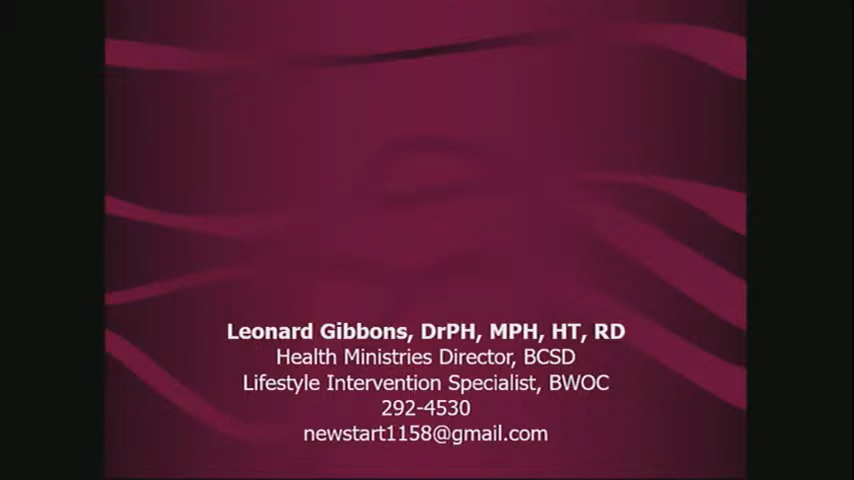 Leonard Gibbons, DrPH, MPH, HT, RD
Health Ministries Director, BCSD
Lifestyle Intervention Specialist, BWOC
292-4530
newstart1158@gmail.com